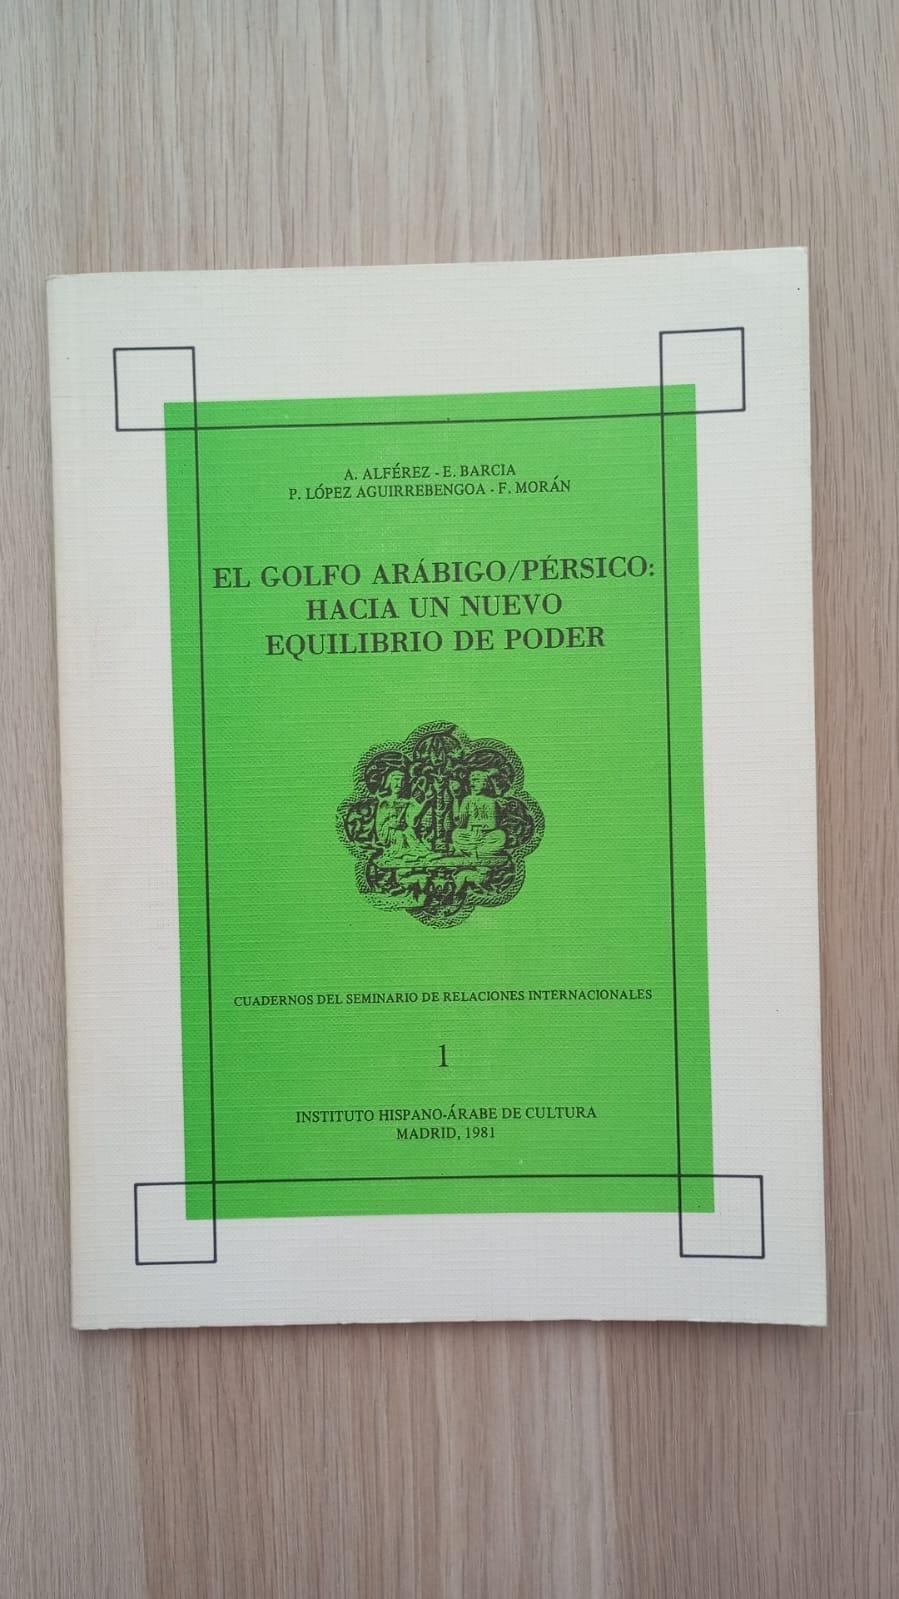 A. ALFÉREZ - E. BARCIA
P. LÓPEZ AGUIRREBENGOA - F. MORÁN
EL GOLFO ARÁBIGO/PÉRSICO:
HACIA UN NUEVO
EQUILIBRIO DE PODER
CUADERNOS DEL SEMINARIO DE RELACIONES INTERNACIONALES
1
INSTITUTO HISPANO-ÁRABE DE CULTURA
MADRID, 1981